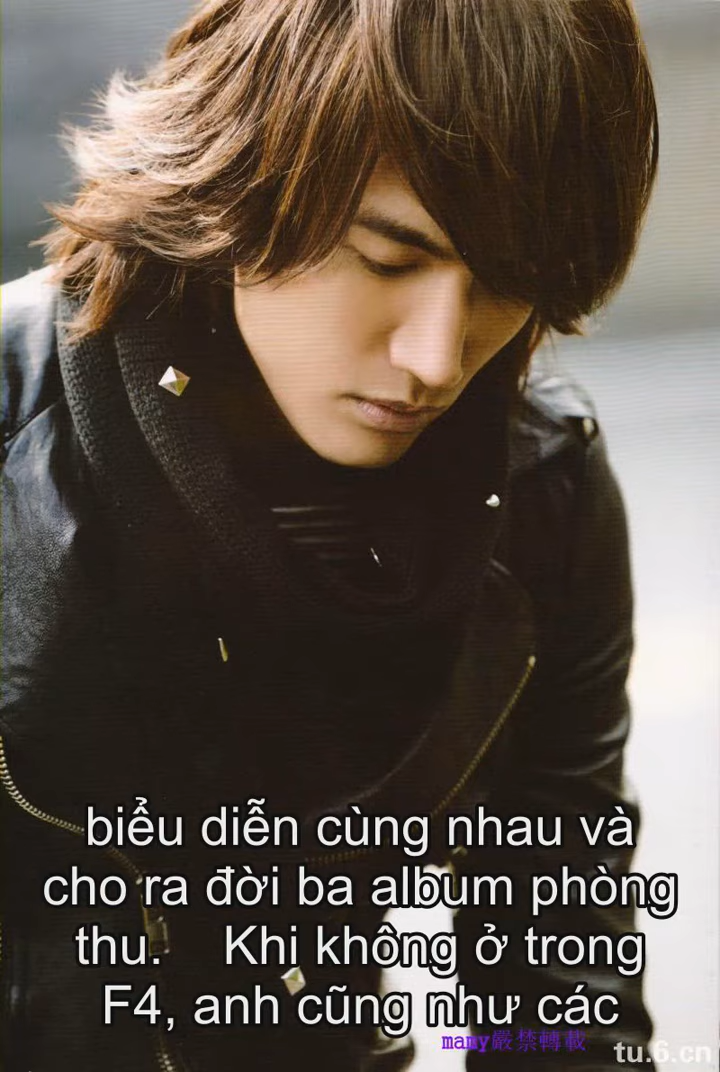 biểu diễn cùng nhau và
cho ra đời ba album phòng
thu. Khi không ở trong
F4, anh cũng như các
many嚴禁轉載
tu.6.cn